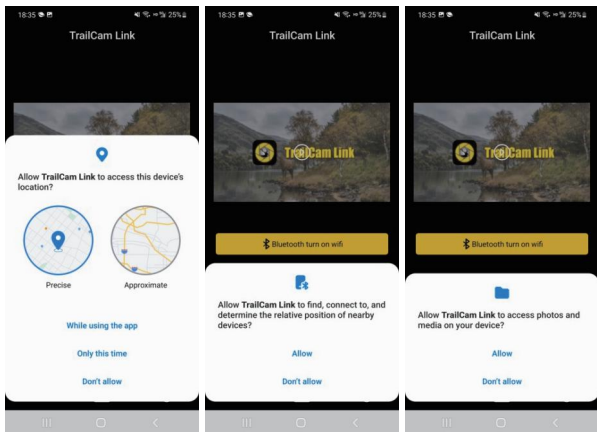 18:35
25%
TrailCam Link
Allow TrailCam Link to access this device's
location?
Precise
Approximate
While using the app
Only this time
Don't allow
18:35
25%
TrailCam Link
TrailCam Link
Bluetooth turn on wifi
Allow TrailCam Link to find, connect to, and
determine the relative position of nearby
devices?
Allow
Don't allow
18:35
25%
TrailCam Link
TrailCam Link
Bluetooth turn on wifi
Allow TrailCam Link to access photos and
media on your device?
Allow
Don't allow